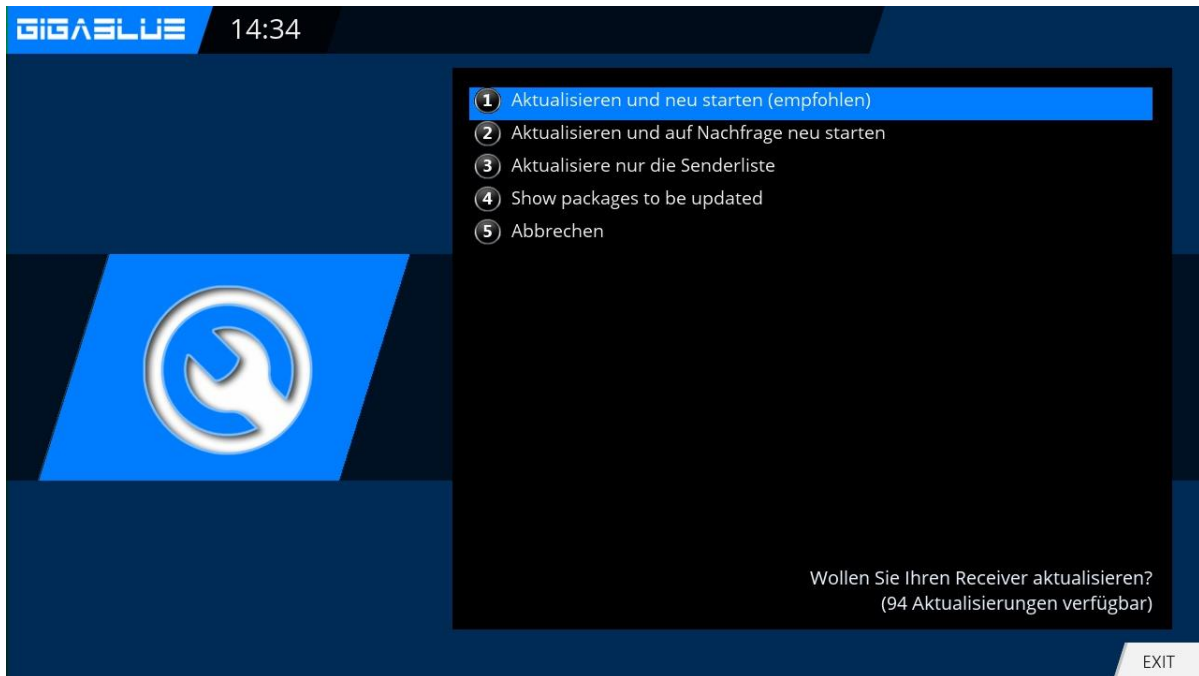 GIGABLUE 14:34
1 Aktualisieren und neu starten (empfohlen)
2 Aktualisieren und auf Nachfrage neu starten
3 Aktualisiere nur die Senderliste
4 Show packages to be updated
5 Abbrechen
Wollen Sie Ihren Receiver aktualisieren?
(94 Aktualisierungen verfügbar)
EXIT